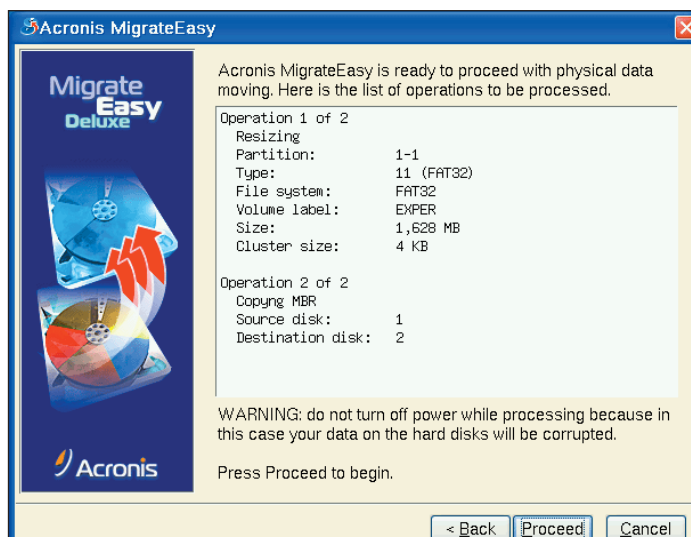 Acronis MigrateEasy
Migrate
Easy
Deluxe
Acronis
Acronis MigrateEasy is ready to proceed with physical data
moving. Here is the list of operations to be processed.
Operation 1 of 2
Resizing
Partition: 1-1
Type: 11 (FAT32)
File system: FAT32
Volume label: EXPER
Size: 1,628 MB
Cluster size: 4 KB
Operation 2 of 2
Copyng MBR
Source disk: 1
Destination disk: 2
WARNING: do not turn off power while processing because in
this case your data on the hard disks will be corrupted.
Press Proceed to begin.
< Back Proceed Cancel